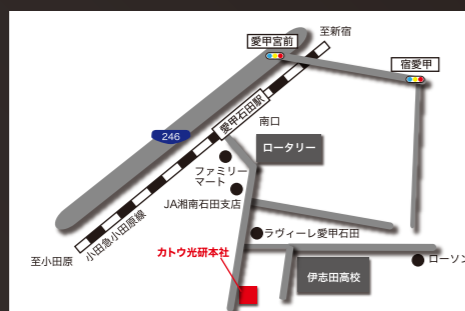 至新宿
愛甲宮前
宿愛甲
愛甲石田駅
南口
246
ロータリー
ファミリー
マート
JA湘南石田支店
小田急小田原線
ラヴィーレ愛甲石田
至小田原
カトウ光研本社
ローソン
伊志田高校